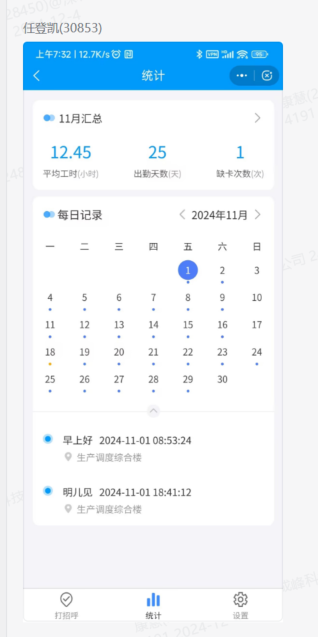 任登凯(30853)
上午7:32 | 12.7K/s
统计
11月汇总
12.45 25 1
平均工时(小时) 出勤天数(天) 缺卡次数(次)
每日记录 2024年11月
一 二 三 四 五 六 日
1 2 3
4 5 6 7 8 9 10
11 12 13 14 15 16 17
18 19 20 21 22 23 24
25 26 27 28 29 30
早上好 2024-11-01 08:53:24
生产调度综合楼
明儿见 2024-11-01 18:41:12
生产调度综合楼
打招呼 统计 设置